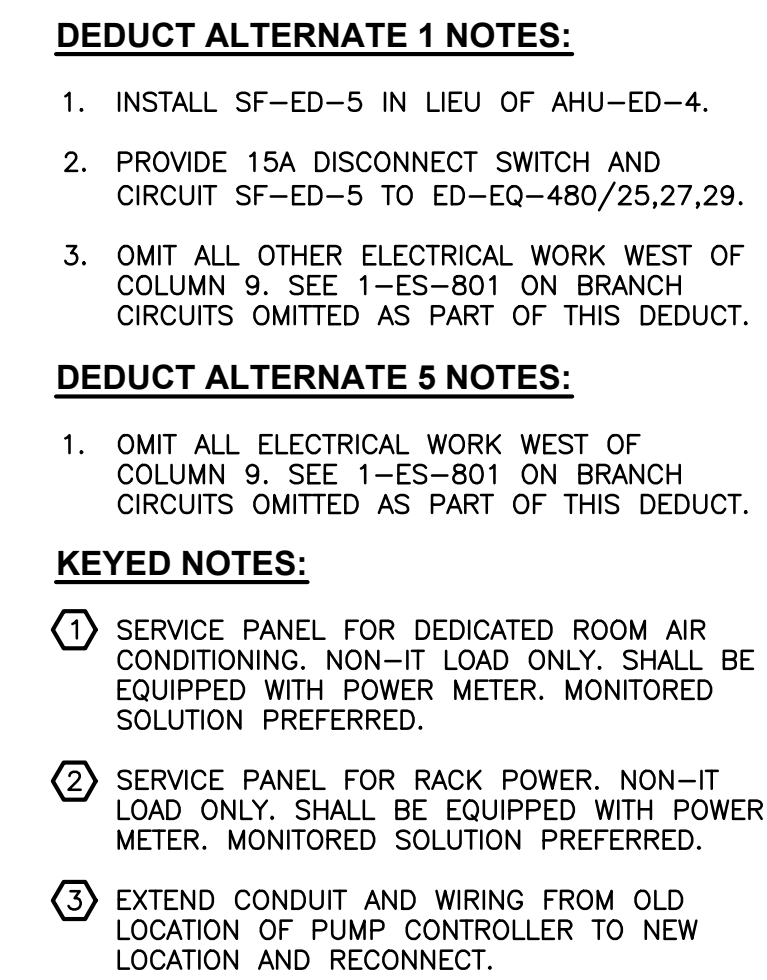 DEDUCT ALTERNATE 1 NOTES:
1. INSTALL SF-ED-5 IN LIEU OF AHU-ED-4.
2. PROVIDE 15A DISCONNECT SWITCH AND
CIRCUIT SF-ED-5 TO ED-EQ-480/25,27,29.
3. OMIT ALL OTHER ELECTRICAL WORK WEST OF
COLUMN 9. SEE 1-ES-801 ON BRANCH
CIRCUITS OMITTED AS PART OF THIS DEDUCT.
DEDUCT ALTERNATE 5 NOTES:
1. OMIT ALL ELECTRICAL WORK WEST OF
COLUMN 9. SEE 1-ES-801 ON BRANCH
CIRCUITS OMITTED AS PART OF THIS DEDUCT.
KEYED NOTES:
1 SERVICE PANEL FOR DEDICATED ROOM AIR
CONDITIONING. NON-IT LOAD ONLY. SHALL BE
EQUIPPED WITH POWER METER. MONITORED
SOLUTION PREFERRED.
2 SERVICE PANEL FOR RACK POWER. NON-IT
LOAD ONLY. SHALL BE EQUIPPED WITH POWER
METER. MONITORED SOLUTION PREFERRED.
3 EXTEND CONDUIT AND WIRING FROM OLD
LOCATION OF PUMP CONTROLLER TO NEW
LOCATION AND RECONNECT.